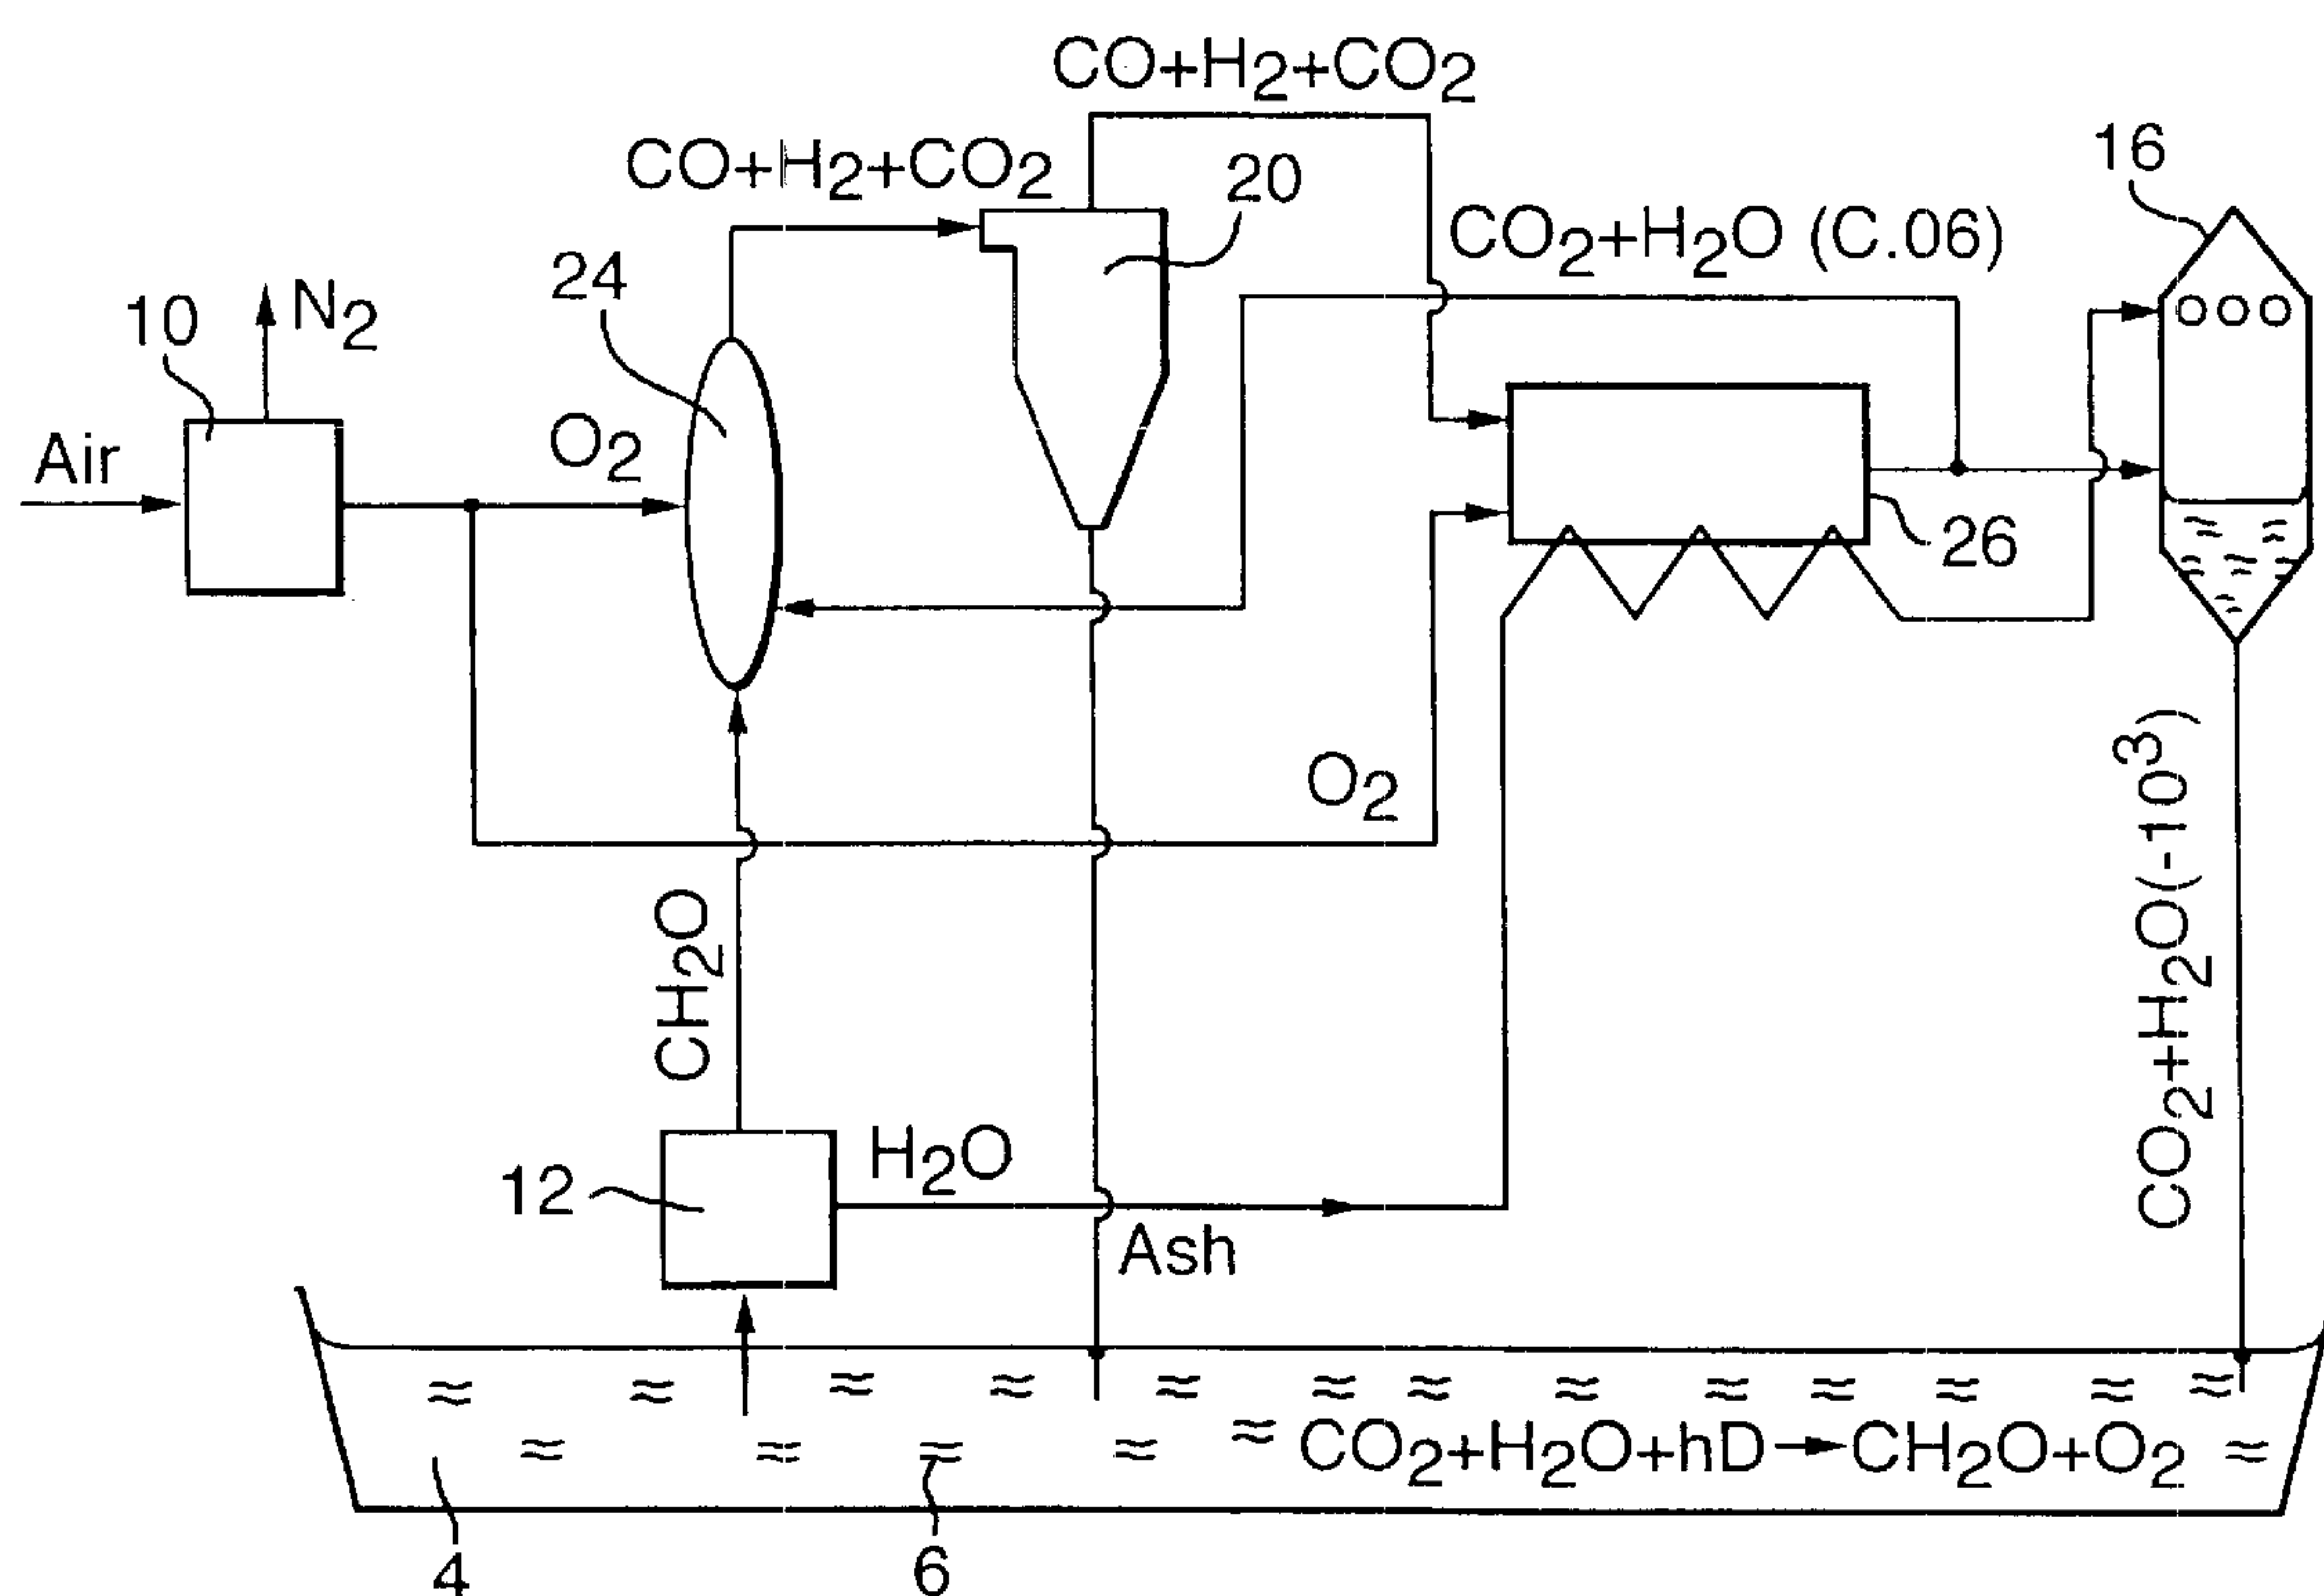 CO+H2+CO2
CO+H2+CO2
20
16
24
CO2+H2O (C.06)
10
N2
Air
O2
26
O2
CO2+H2O(-10³)
CH2O
12
H2O
Ash
CO2+H2O+hD→CH2O+O2
4
6